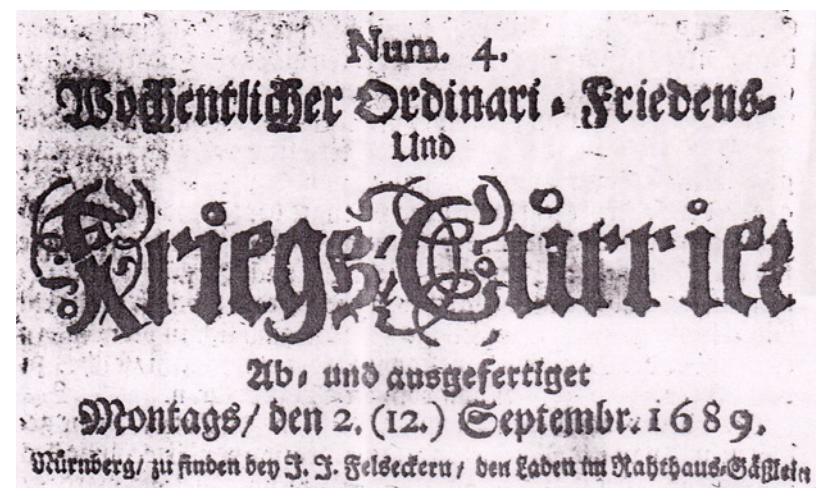 Num. 4.
Wochentlicher Ordinari-Friedens-
Und
Kriegs-Currier
Ab- und ausgefertiget
Montags/ den 2. (12.) Septembr. 1689.
Nürnberg/ zu finden bey J. J. Felseckern/ den Laden im Rahthaus-Gäßlein